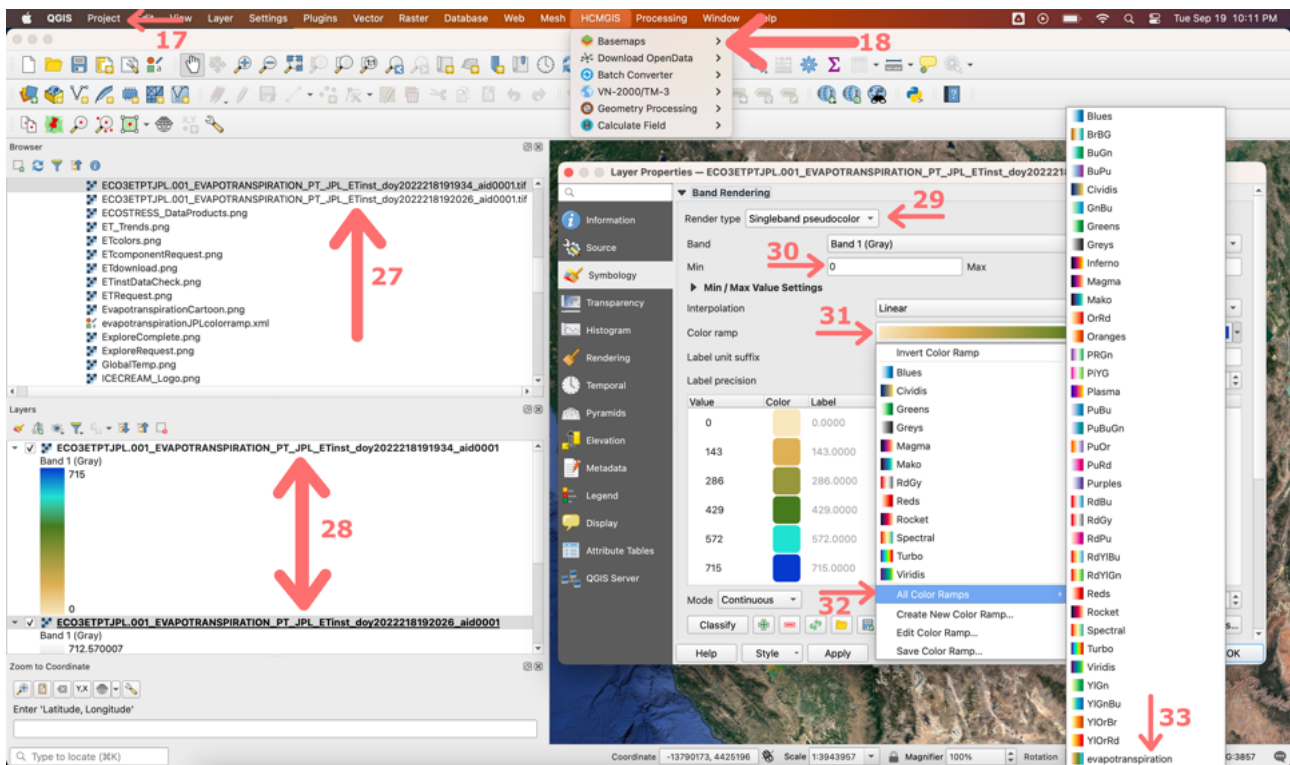 QGIS Project Edit View Layer Settings Plugins Vector Raster Database Web Mesh HCMGIS Processing Window Help Tue Sep 19 10:11 PM
17
18
Basemaps
Download OpenData
Batch Converter
VN-2000/TM-3
Geometry Processing
Calculate Field
Browser
ECO3ETPTJPL.001_EVAPOTRANSPIRATION_PT_JPL_ETinst_doy2022218191934_aid0001.tif
ECO3ETPTJPL.001_EVAPOTRANSPIRATION_PT_JPL_ETinst_doy2022218192026_aid0001.tif
ECOSTRESS_DataProducts.png
ET_Trends.png
ETcolors.png
ETcomponentRequest.png
ETdownload.png
ETinstDataCheck.png
ETRequest.png
EvapotranspirationCartoon.png
evapotranspirationJPLcolorramp.xml
ExploreComplete.png
ExploreRequest.png
GlobalTemp.png
ICECREAM_Logo.png
27
Layers
ECO3ETPTJPL.001_EVAPOTRANSPIRATION_PT_JPL_ETinst_doy2022218191934_aid0001
Band 1 (Gray)
715
28
0
ECO3ETPTJPL.001_EVAPOTRANSPIRATION_PT_JPL_ETinst_doy2022218192026_aid0001
Band 1 (Gray)
712.570007
Zoom to Coordinate
Y,X
Enter 'Latitude, Longitude'
Type to locate (⌘K)
Layer Properties — ECO3ETPTJPL.001_EVAPOTRANSPIRATION_PT_JPL_ETinst_doy20222181
Information
Source
Symbology
Transparency
Histogram
Rendering
Temporal
Pyramids
Elevation
Metadata
Legend
Display
Attribute Tables
QGIS Server
Band Rendering
Render type Singleband pseudocolor
29
Band Band 1 (Gray)
30
Min 0 Max
Min / Max Value Settings
Interpolation Linear
31
Color ramp
Label unit suffix
Label precision
Value Color Label
0 0.0000
143 143.0000
286 286.0000
429 429.0000
572 572.0000
715 715.0000
Mode Continuous
32
Classify
Help Style Apply OK
Invert Color Ramp
Blues
Cividis
Greens
Greys
Magma
Mako
RdGy
Reds
Rocket
Spectral
Turbo
Viridis
All Color Ramps
Create New Color Ramp...
Edit Color Ramp...
Save Color Ramp...
Blues
BrBG
BuGn
BuPu
Cividis
GnBu
Greens
Greys
Inferno
Magma
Mako
OrRd
Oranges
PRGn
PiYG
Plasma
PuBu
PuBuGn
PuOr
PuRd
Purples
RdBu
RdGy
RdPu
RdYlBu
RdYlGn
Reds
Rocket
Spectral
Turbo
Viridis
YlGn
YlGnBu
YlOrBr
YlOrRd
evapotranspiration
33
Coordinate -13790173, 4425196 Scale 1:3943957 Magnifier 100% Rotation G:3857